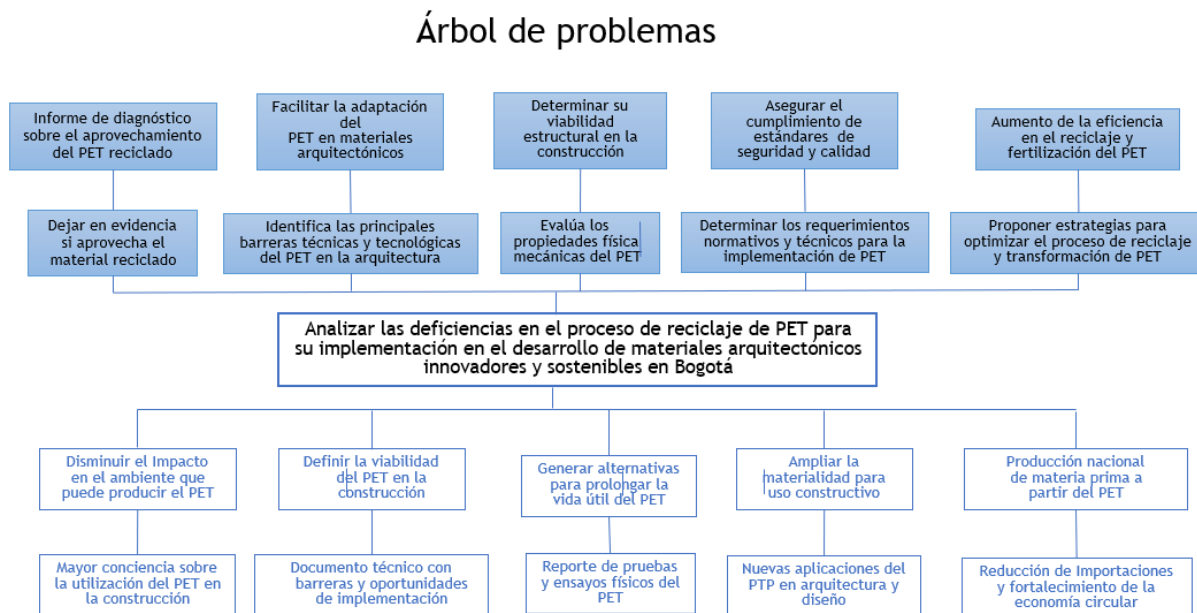 Árbol de problemas
Informe de diagnóstico
sobre el aprovechamiento
del PET reciclado
Facilitar la adaptación
del
PET en materiales
arquitectónicos
Determinar su
viabilidad
estructural en la
construcción
Asegurar el
cumplimiento de
estándares de
seguridad y calidad
Aumento de la eficiencia
en el reciclaje y
fertilización del PET
Dejar en evidencia
si aprovecha el
material reciclado
Identifica las principales
barreras técnicas y tecnológicas
del PET en la arquitectura
Evalúa los
propiedades física
mecánicas del PET
Determinar los requerimientos
normativos y técnicos para la
implementación de PET
Proponer estrategias para
optimizar el proceso de reciclaje
y transformación de PET
Analizar las deficiencias en el proceso de reciclaje de PET para
su implementación en el desarrollo de materiales arquitectónicos
innovadores y sostenibles en Bogotá
Disminuir el Impacto
en el ambiente que
puede producir el PET
Definir la viabilidad
del PET en la
construcción
Generar alternativas
para prolongar la
vida útil del PET
Ampliar la
materialidad para
uso constructivo
Producción nacional
de materia prima a
partir del PET
Mayor conciencia sobre
la utilización del PET en
la construcción
Documento técnico con
barreras y oportunidades
de implementación
Reporte de pruebas
y ensayos físicos del
PET
Nuevas aplicaciones del
PTP en arquitectura y
diseño
Reducción de Importaciones
y fortalecimiento de la
economía circular